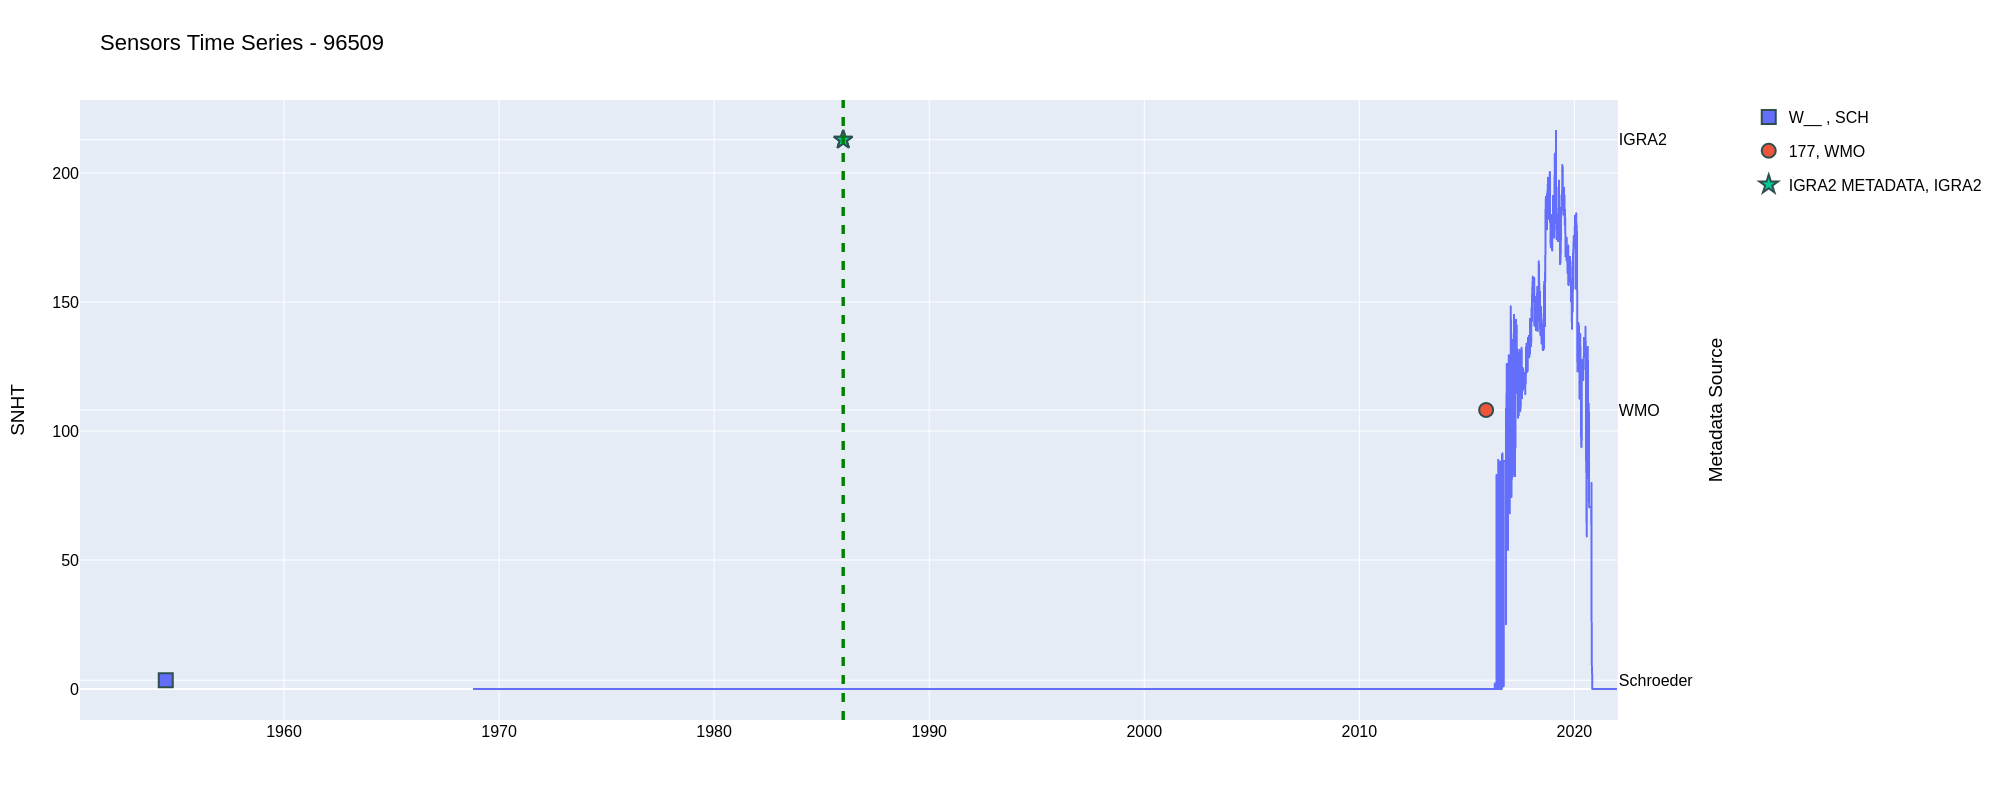 Sensors Time Series - 96509
W__ , SCH
177, WMO
IGRA2 METADATA, IGRA2
SNHT
200
150
100
50
0
IGRA2
WMO
Schroeder
Metadata Source
1960
1970
1980
1990
2000
2010
2020